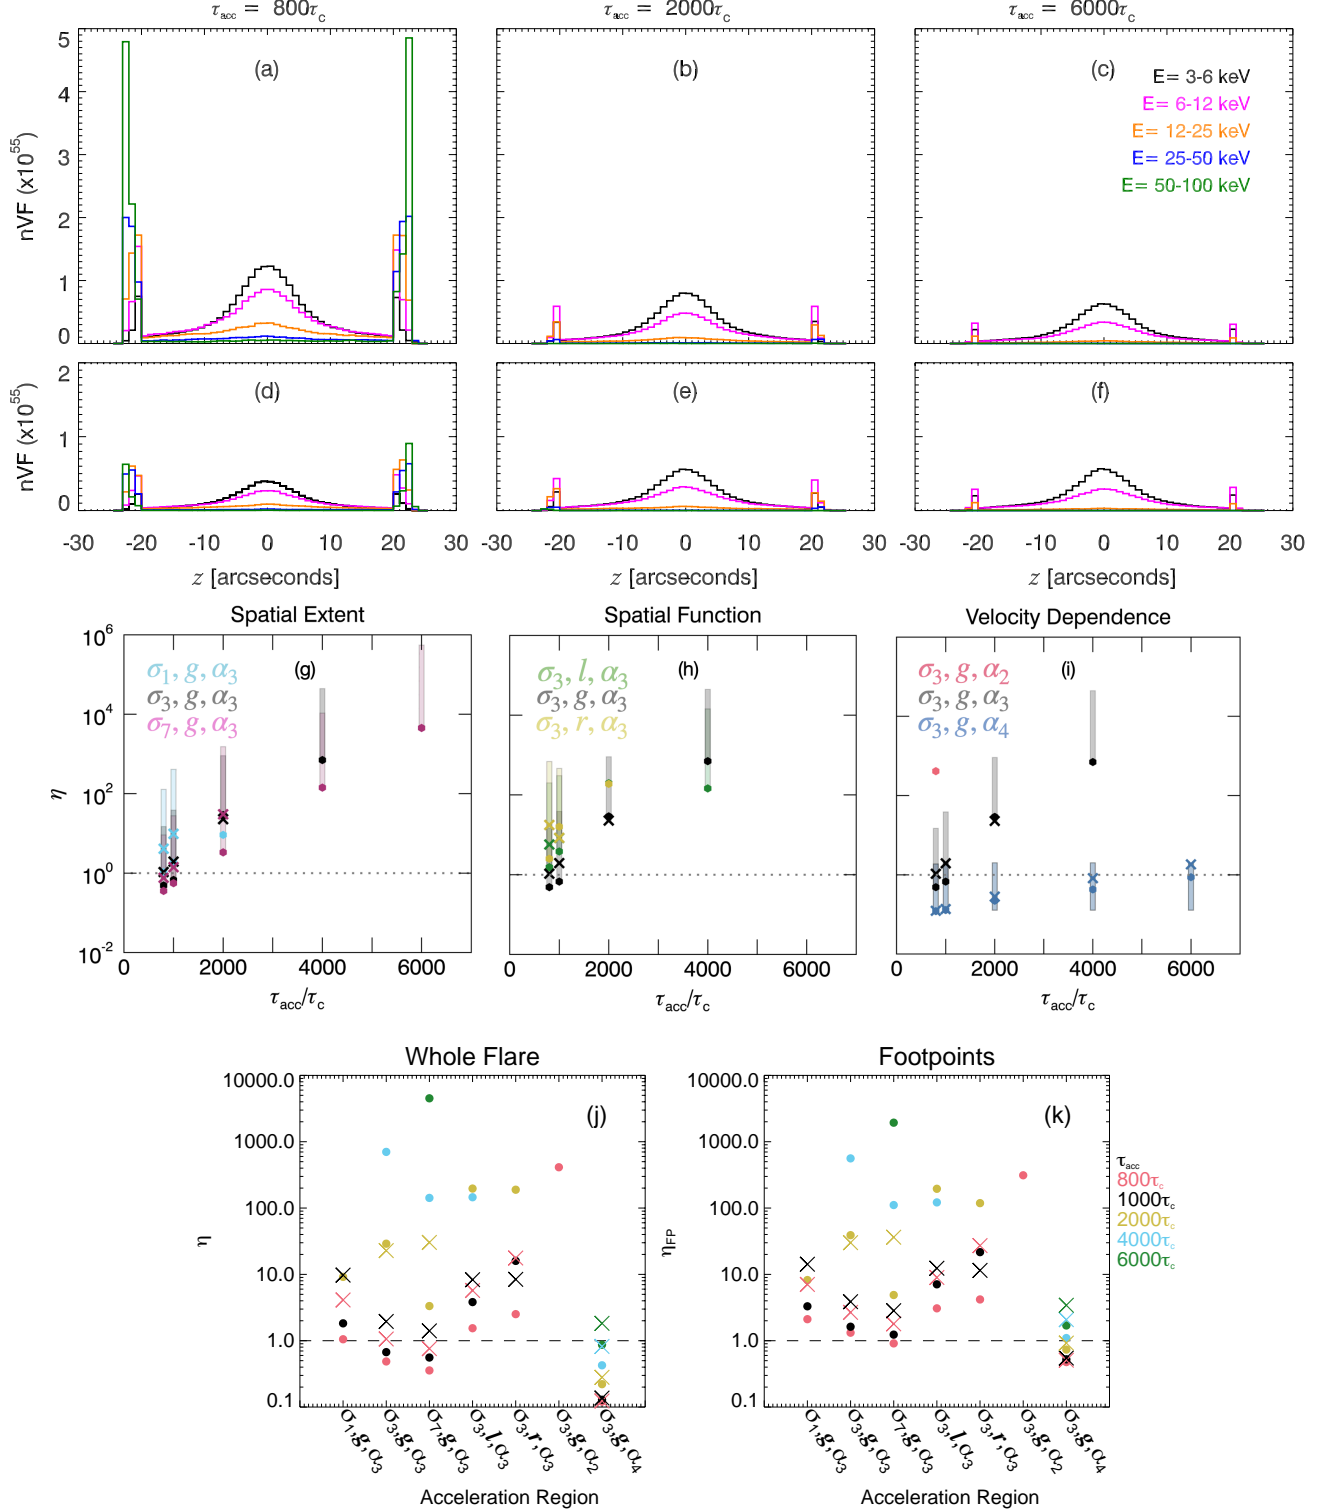 τacc = 800τc
τacc = 2000τc
τacc = 6000τc
(a)
(b)
(c)
E= 3-6 keV
E= 6-12 keV
E= 12-25 keV
E= 25-50 keV
E= 50-100 keV
nVF (x10^55)
5
4
3
2
1
0
(d)
(e)
(f)
nVF (x10^55)
2
1
0
-30 -20 -10 0 10 20 30
-30 -20 -10 0 10 20 30
-30 -20 -10 0 10 20 30
z [arcseconds]
z [arcseconds]
z [arcseconds]
Spatial Extent
Spatial Function
Velocity Dependence
(g)
σ1, g, α3
σ3, g, α3
σ7, g, α3
(h)
σ3, l, α3
σ3, g, α3
σ3, r, α3
(i)
σ3, g, α2
σ3, g, α3
σ3, g, α4
η
10^6
10^4
10^2
10^0
10^-2
0 2000 4000 6000
0 2000 4000 6000
0 2000 4000 6000
τacc/τc
τacc/τc
τacc/τc
Whole Flare
Footpoints
(j)
(k)
η
10000.0
1000.0
100.0
10.0
1.0
0.1
ηFP
10000.0
1000.0
100.0
10.0
1.0
0.1
τacc
800τc
1000τc
2000τc
4000τc
6000τc
σ1,g,α3
σ3,g,α3
σ7,g,α3
σ3,l,α3
σ3,r,α3
σ3,g,α2
σ3,g,α4
σ1,g,α3
σ3,g,α3
σ7,g,α3
σ3,l,α3
σ3,r,α3
σ3,g,α2
σ3,g,α4
Acceleration Region
Acceleration Region